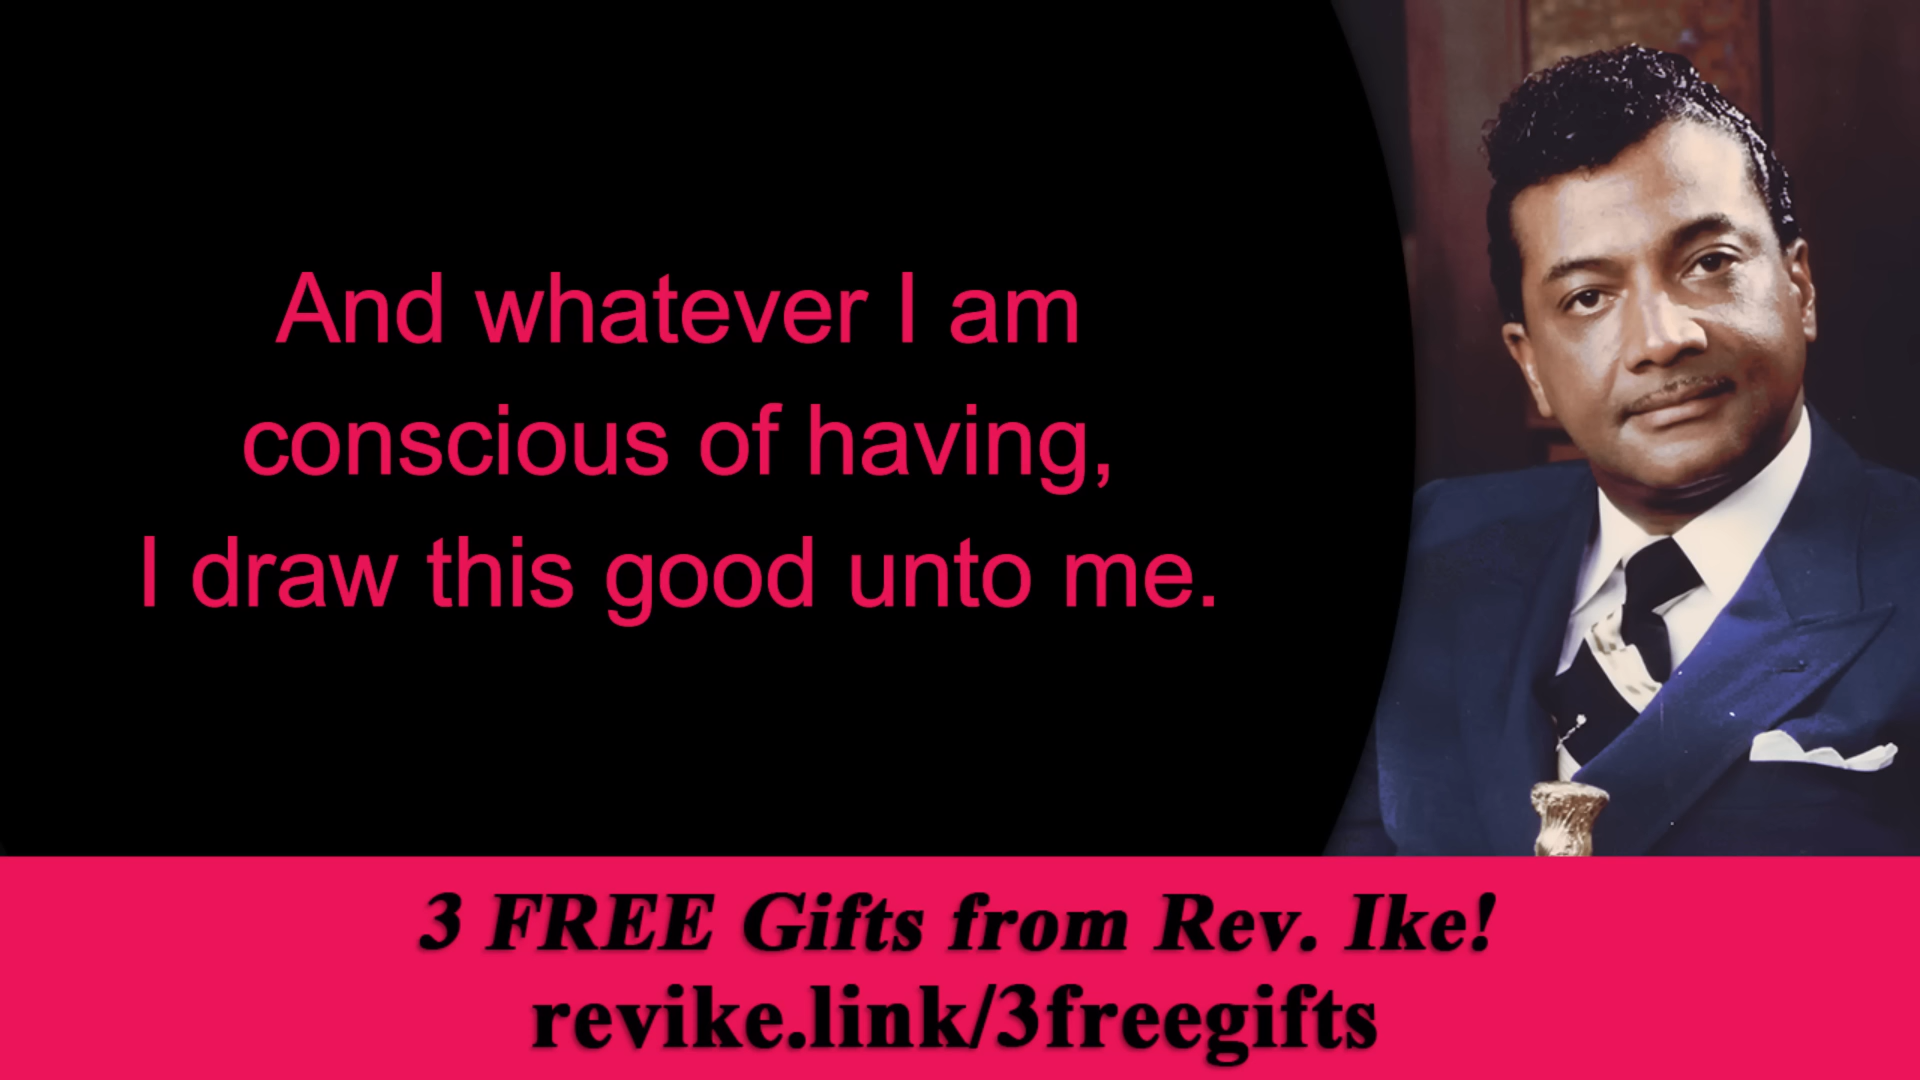 And whatever I am
conscious of having,
I draw this good unto me.
3 FREE Gifts from Rev. Ike!
revike.link/3freegifts